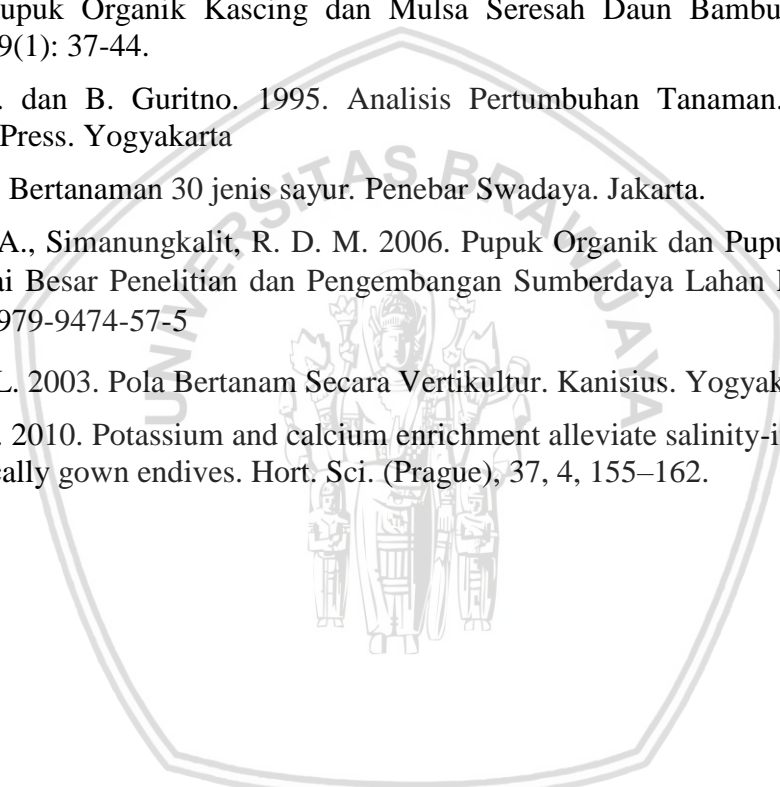 upuk Organik Kascing dan Mulsa Seresah Daun Bambu
9(1): 37-44.
. dan B. Guritno. 1995. Analisis Pertumbuhan Tanaman.
Press. Yogyakarta
Bertanaman 30 jenis sayur. Penebar Swadaya. Jakarta.
A., Simanungkalit, R. D. M. 2006. Pupuk Organik dan Pupu
ai Besar Penelitian dan Pengembangan Sumberdaya Lahan
979-9474-57-5
L. 2003. Pola Bertanam Secara Vertikultur. Kanisius. Yogyak
. 2010. Potassium and calcium enrichment alleviate salinity-i
cally gown endives. Hort. Sci. (Prague), 37, 4, 155–162.
UNIVERSITAS BRAWIJAYA